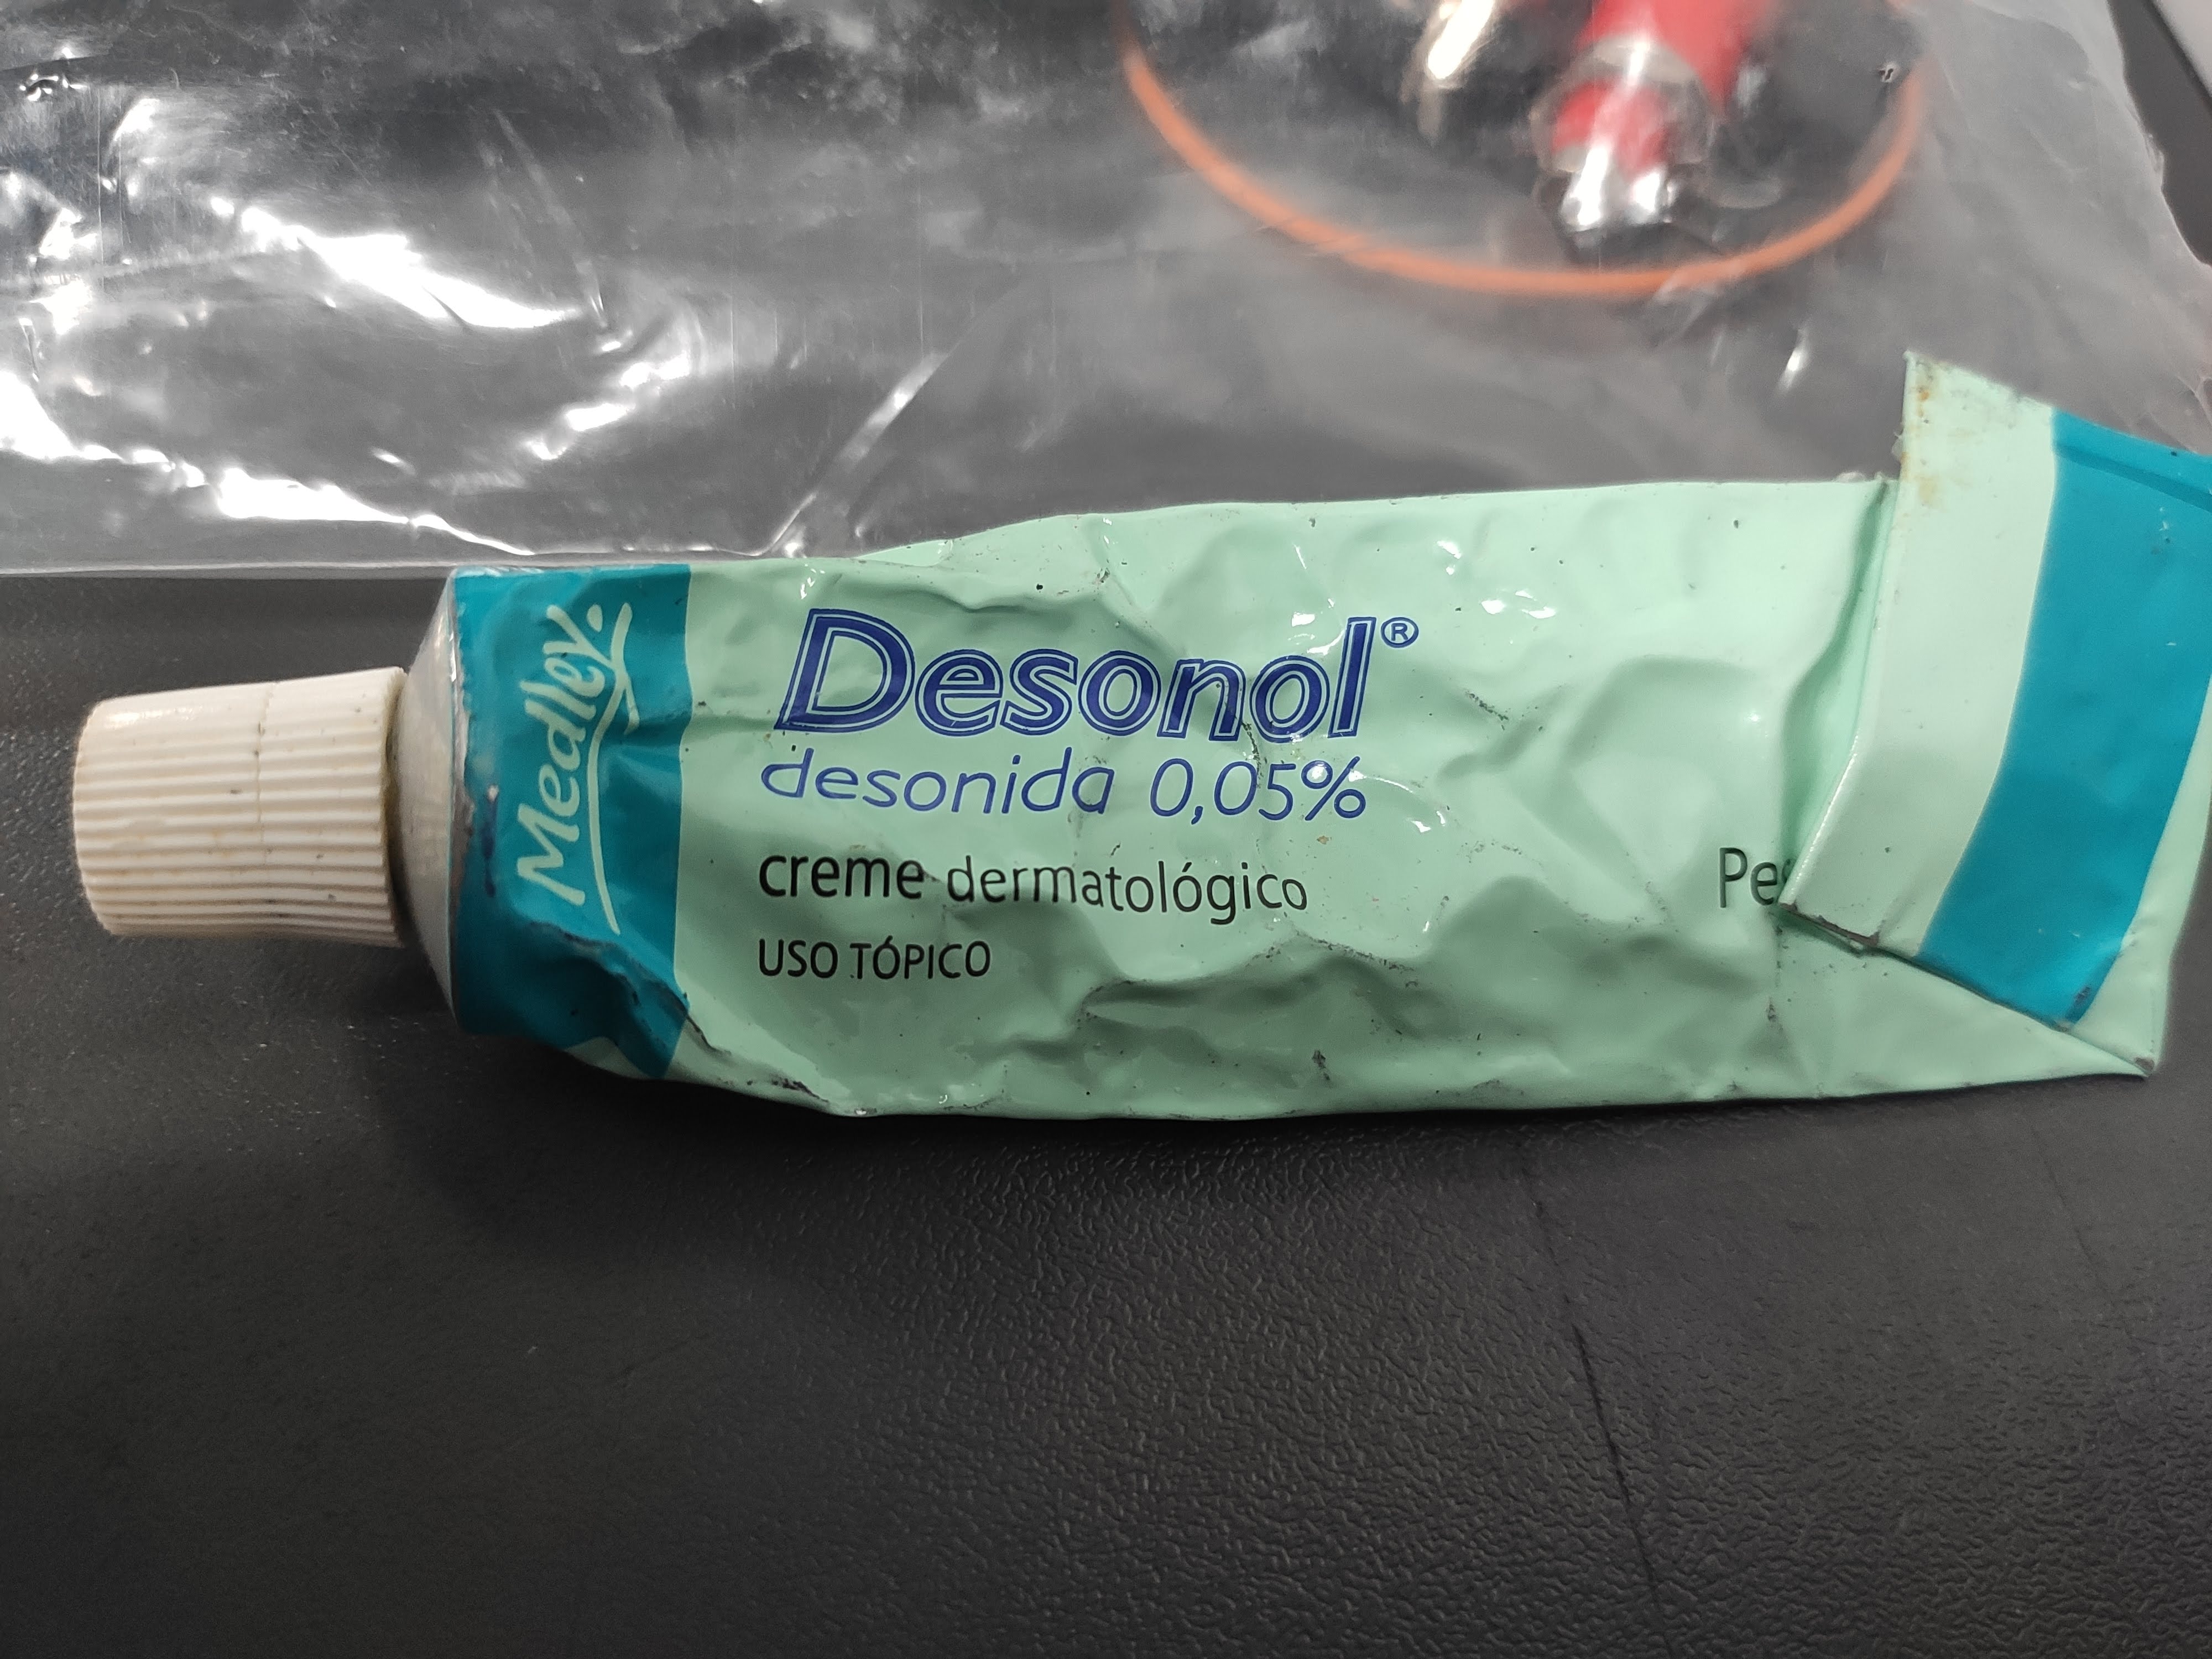 Medley.
Desonol®
desonida 0,05%
creme dermatológico
USO TÓPICO